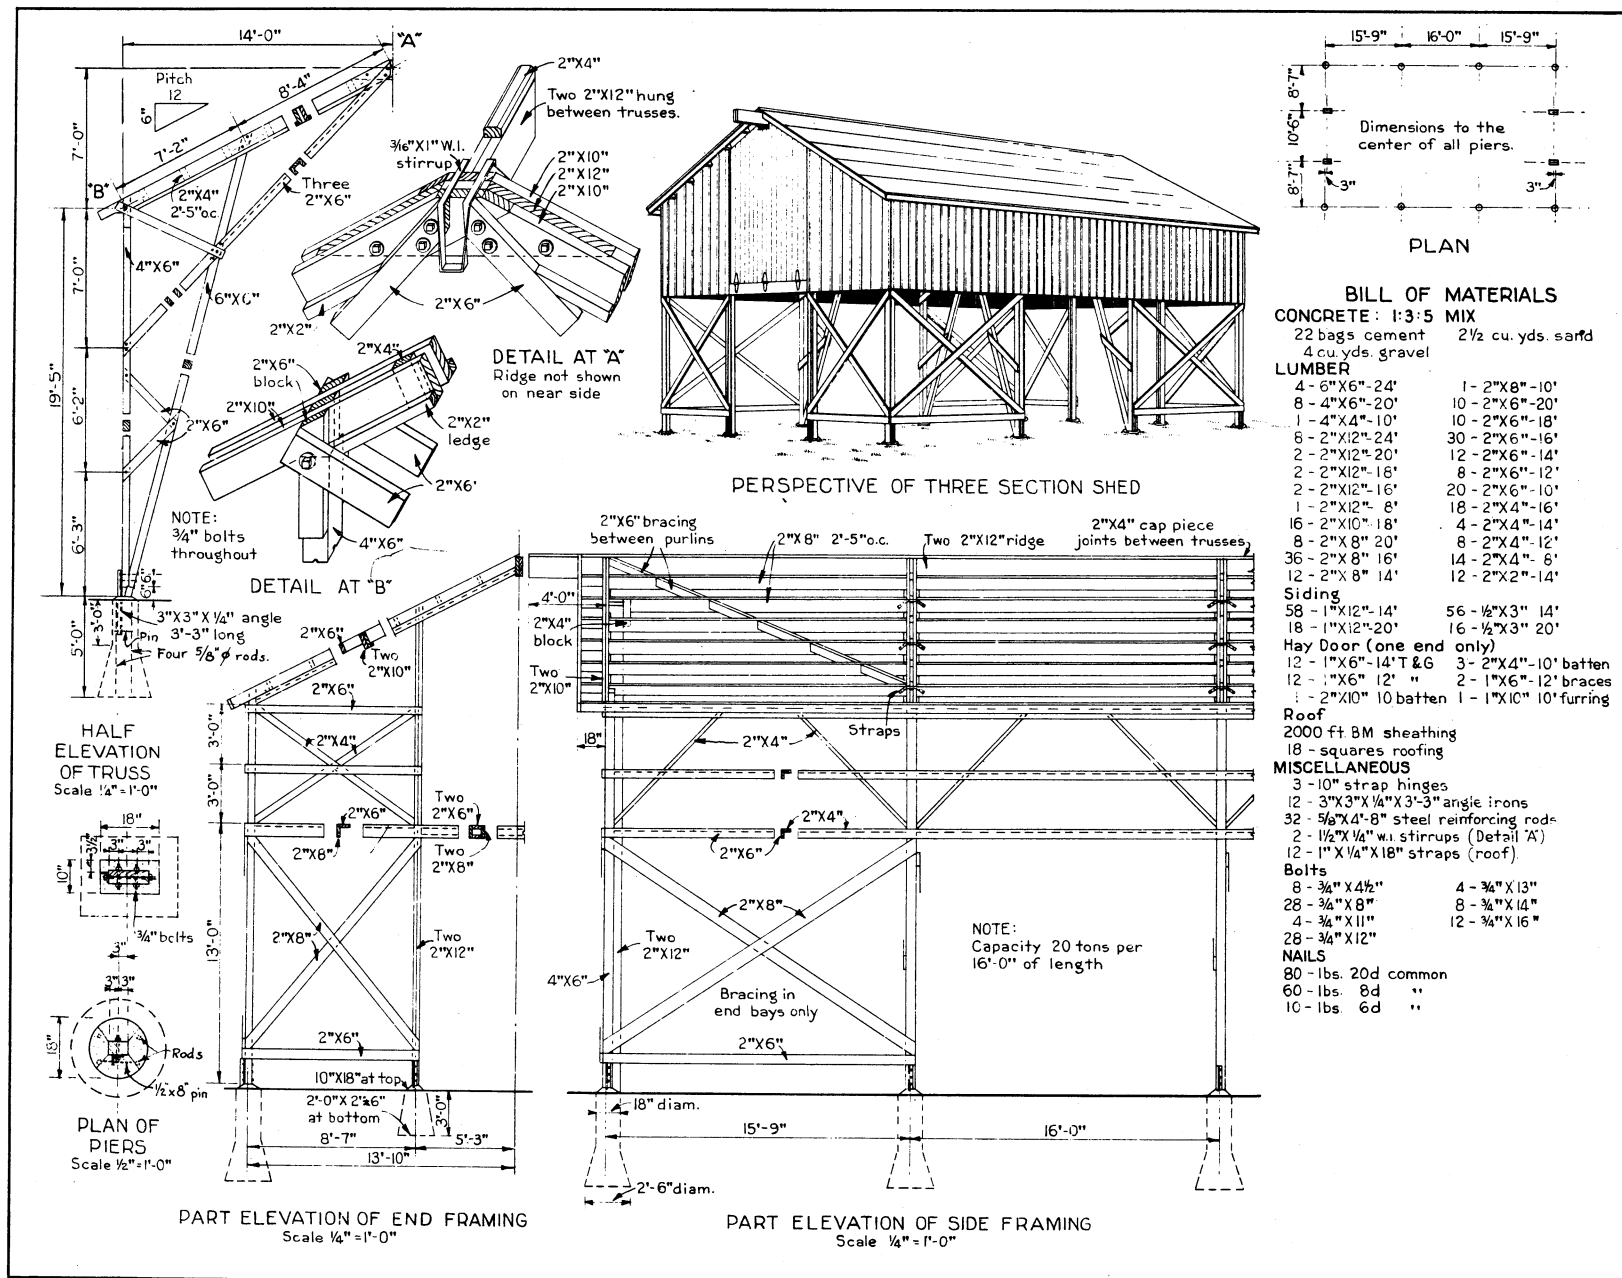 14'-0"
"A"
Pitch
12
6"
8'-4"
7'-2"
7'-0"
"B"
2"X4"
2'-5"o.c.
Three
2"X6"s
4"X6"
7'-0"
6"X6"
19'-5"
6'-2"
2"X6"
6'-3"
6"6"
3'-0"
5'-0"
3"X3"X¼" angle
Pin 3'-3" long
Four 5/8"φ rods.
HALF
ELEVATION
OF TRUSS
Scale ¼"=1'-0"
2"X4"
Two 2"X12" hung
between trusses.
3/16"X1" W.I.
stirrup
2"X10"
2"X12"
2"X10"
2"X6"
2"X2"
DETAIL AT "A"
Ridge not shown
on near side
2"X4"
2"X6"
block
2"X10"
2"X2"
ledge
2"X6'
4"X6"
NOTE:
¾" bolts
throughout
DETAIL AT "B"
PERSPECTIVE OF THREE SECTION SHED
15'-9" 16'-0" 15'-9"
8'-7"
10'-6"
8'-7"
Dimensions to the
center of all piers.
3" 3"
PLAN
BILL OF MATERIALS
CONCRETE: 1:3:5 MIX
22 bags cement 2½ cu. yds. sand
4 cu. yds. gravel
LUMBER
4 - 6"X6"-24' 1 - 2"X8"-10'
8 - 4"X6"-20' 10 - 2"X6"-20'
1 - 4"X4"-10' 10 - 2"X6"-18'
8 - 2"X12"-24' 30 - 2"X6"-16'
2 - 2"X12"-20' 12 - 2"X6"-14'
2 - 2"X12"-18' 8 - 2"X6"-12'
2 - 2"X12"-16' 20 - 2"X6"-10'
1 - 2"X12"- 8' 18 - 2"X4"-16'
16 - 2"X10" 18' 4 - 2"X4"-14'
8 - 2"X8" 20' 8 - 2"X4"-12'
36 - 2"X8" 16' 14 - 2"X4"- 8'
12 - 2"X8" 14' 12 - 2"X2"-14'
Siding
58 - 1"X12"-14' 56 - ½"X3" 14'
18 - 1"X12"-20' 16 - ½"X3" 20'
Hay Door (one end only)
12 - 1"X6"-14' T&G 3 - 2"X4"-10' batten
12 - 1"X6" 12' " 2 - 1"X6"-12' braces
1 - 2"X10" 10 batten 1 - 1"X10" 10' furring
Roof
2000 ft. BM sheathing
18 - squares roofing
MISCELLANEOUS
3 - 10" strap hinges
12 - 3"X3"X¼"X3'-3" angle irons
32 - 5/8"X4'-8" steel reinforcing rods
2 - 1½"X¼" W.I. stirrups (Detail "A")
12 - 1"X¼"X18" straps (roof)
Bolts
8 - ¾"X4½" 4 - ¾"X13"
28 - ¾"X8" 8 - ¾"X14"
4 - ¾"X11" 12 - ¾"X16"
28 - ¾"X12"
NAILS
80 - lbs. 20d common
60 - lbs. 8d "
10 - lbs. 6d "
18"
3½"
3" 3"
10"
¾" bolts
3"
3"3"
18"
Rods
½"x8" pin
PLAN OF
PIERS
Scale ½"=1'-0"
2"X6"
Two
2"X10"
2"X6"
3'-0"
2"X4"
3'-0"
2"X6"
2"X8"
Two
2"X6"
Two
2"X8"
2"X8"
Two
2"X12"
13'-0"
2"X6"
10"X18" at top
2'-0"X 2'-6"
at bottom
3'-0"
8'-7" 5'-3"
13'-10"
PART ELEVATION OF END FRAMING
Scale ¼"=1'-0"
2"X6" bracing
between purlins
2"X8" 2'-5"o.c.
Two 2"X12" ridge
2"X4" cap piece
joints between trusses
4'-0"
2"X4"
block
Two
2"X10"
18"
Straps
2"X4"
2"X4"
2"X6"
2"X8"
Two
2"X12"
4"X6"
NOTE:
Capacity 20 tons per
16'-0" of length
Bracing in
end bays only
2"X6"
18" diam.
15'-9" 16'-0"
2'-6" diam.
PART ELEVATION OF SIDE FRAMING
Scale ¼"=1'-0"